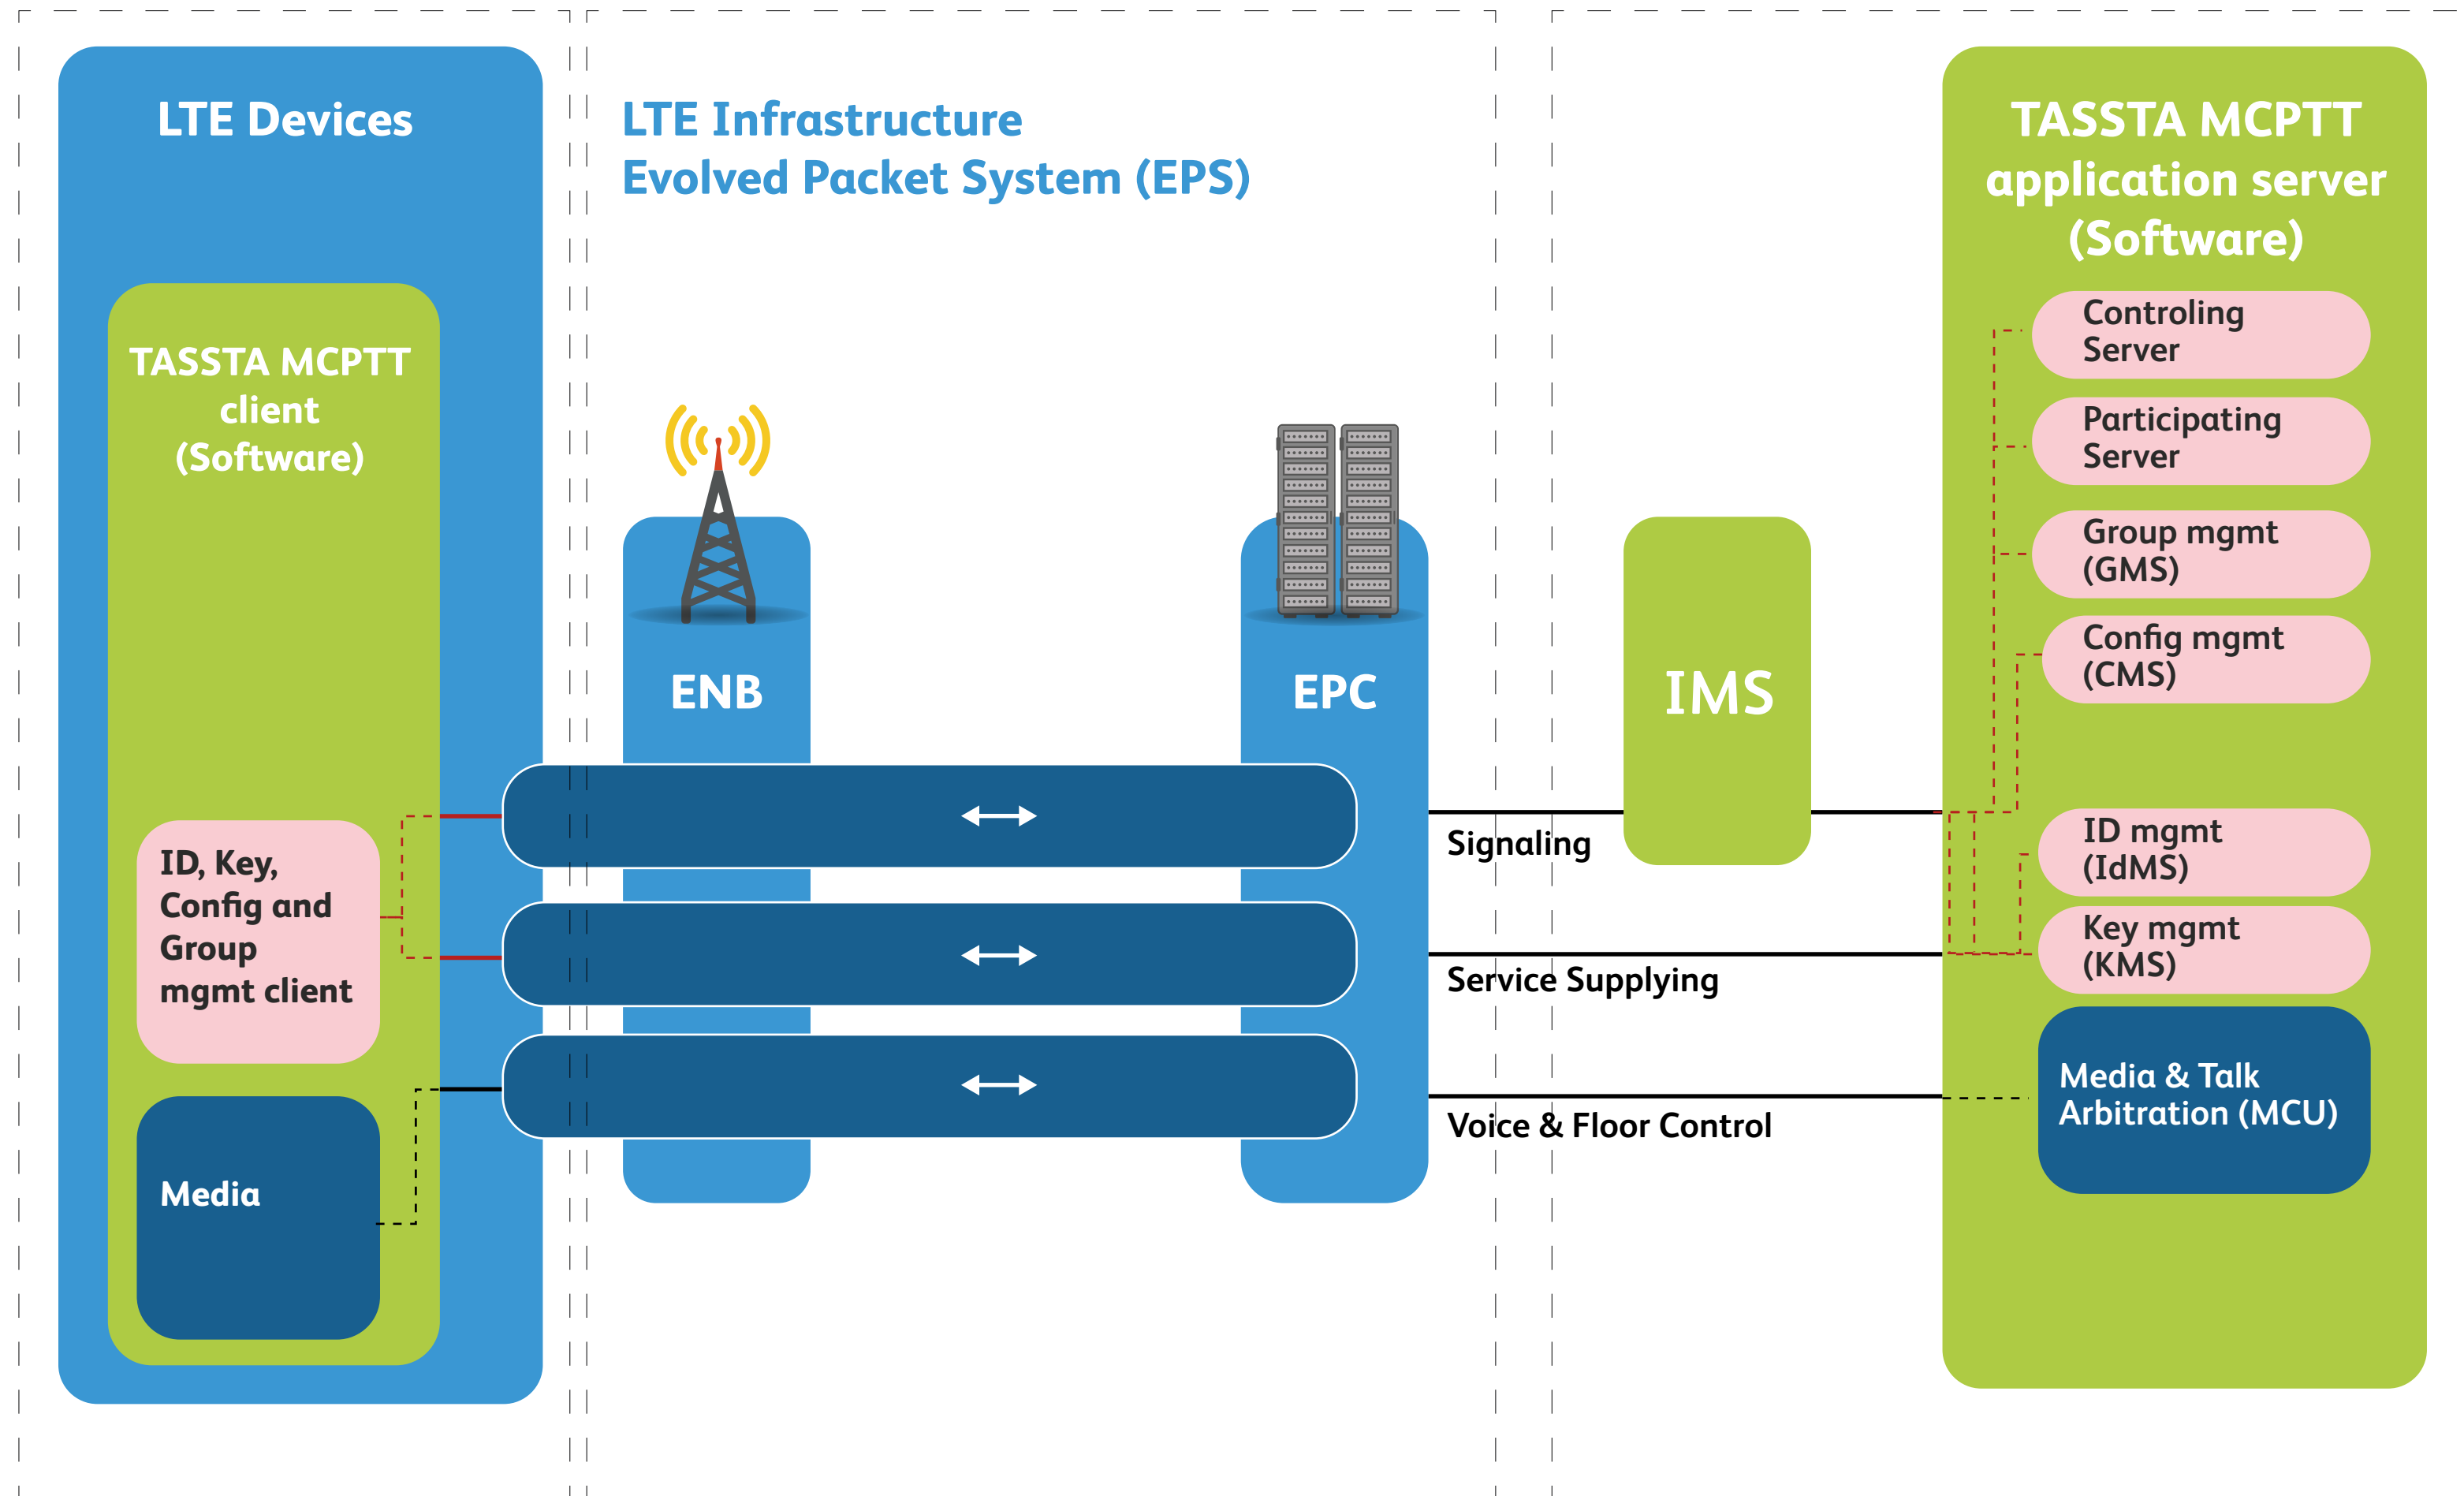 LTE Devices
TASSTA MCPTT
client
(Software)
ID, Key,
Config and
Group
mgmt client
Media
LTE Infrastructure
Evolved Packet System (EPS)
ENB
EPC
Signaling
Service Supplying
Voice & Floor Control
IMS
TASSTA MCPTT
application server
(Software)
Controling
Server
Participating
Server
Group mgmt
(GMS)
Config mgmt
(CMS)
ID mgmt
(IdMS)
Key mgmt
(KMS)
Media & Talk
Arbitration (MCU)